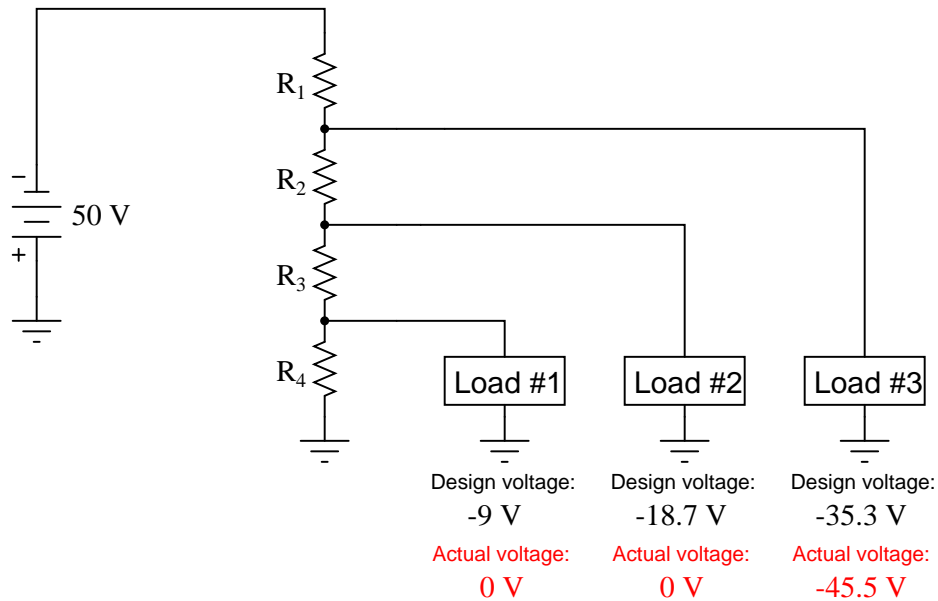 R1
R2
R3
R4
-
50 V
+
Load #1
Load #2
Load #3
Design voltage:
-9 V
Actual voltage:
0 V
Design voltage:
-18.7 V
Actual voltage:
0 V
Design voltage:
-35.3 V
Actual voltage:
-45.5 V